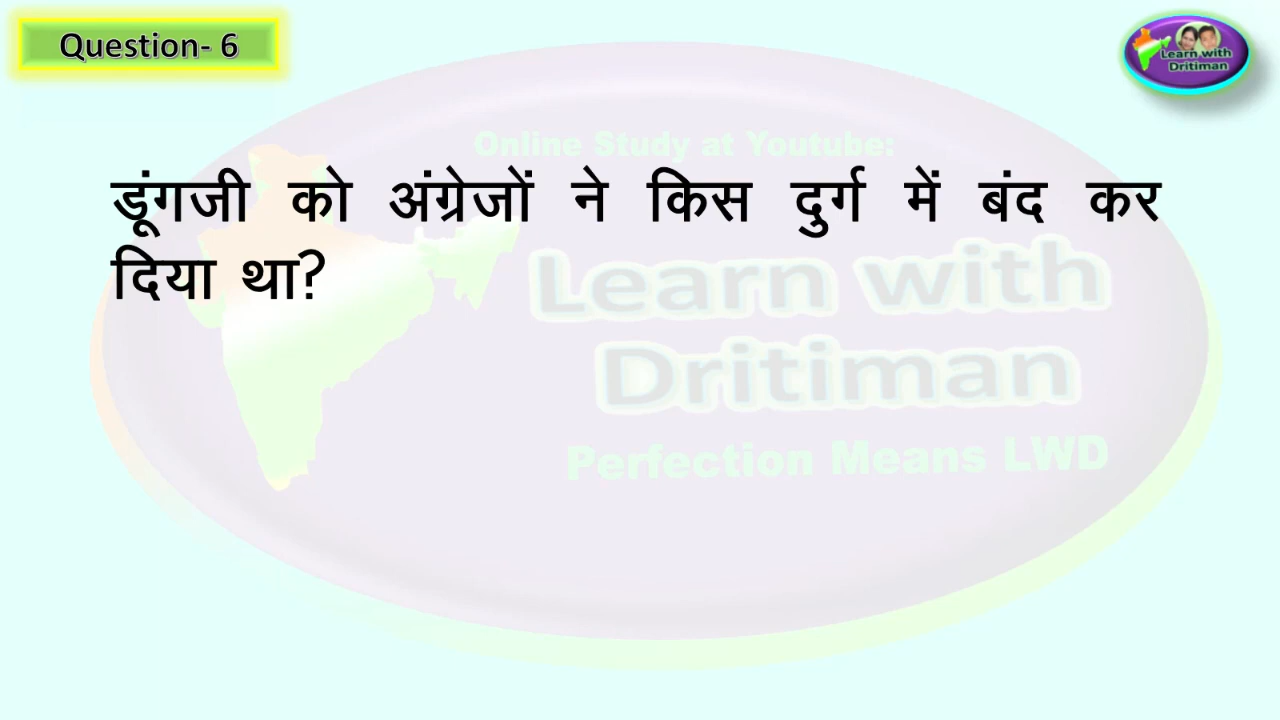 Question- 6
Learn with
Dritiman
Online Study at Youtube:
डूंगजी को अंग्रेजों ने किस दुर्ग में बंद कर
दिया था?
Learn with
Dritiman
Perfection Means LWD